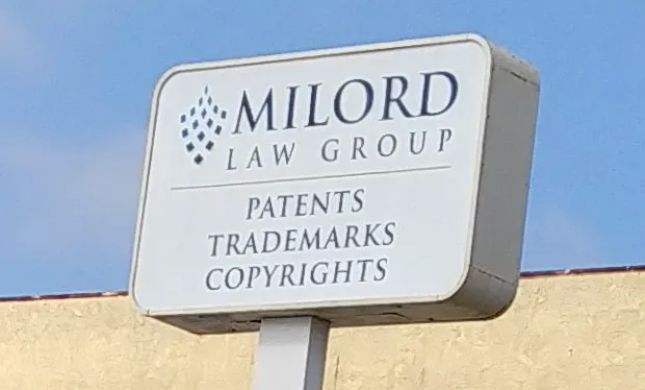 MILORD
LAW GROUP
PATENTS
TRADEMARKS
COPYRIGHTS